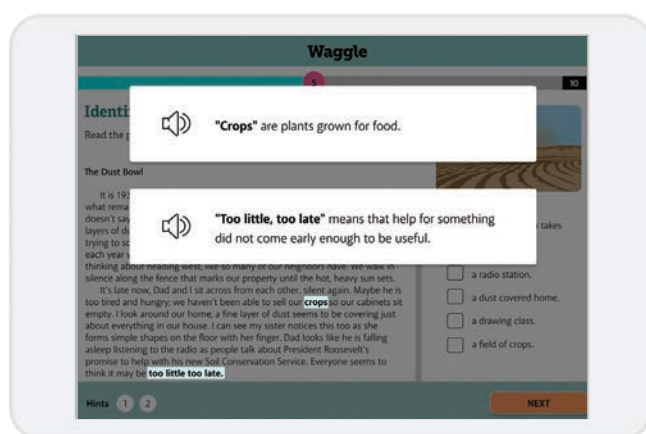 Waggle
5
10
Identi
Read the p
"Crops" are plants grown for food.
The Dust Bowl
It is 193
what rema
doesn't say
layers of du
trying to sc
each year w
"Too little, too late" means that help for something
did not come early enough to be useful.
thinking about heading west, like so many of our neighbors have. We walk in
silence along the fence that marks our property until the hot, heavy sun sets.
It's late now, Dad and I sit across from each other, silent again. Maybe he is
too tired and hungry; we haven't been able to sell our crops so our cabinets sit
empty. I look around our home, a fine layer of dust seems to be covering just
about everything in our house. I can see my sister notices this too as she
forms simple shapes on the floor with her finger. Dad looks like he is falling
asleep listening to the radio as people talk about President Roosevelt's
promise to help with his new Soil Conservation Service. Everyone seems to
think it may be too little too late.
takes
a radio station.
a dust covered home.
a drawing class.
a field of crops.
Hints 1 2
NEXT